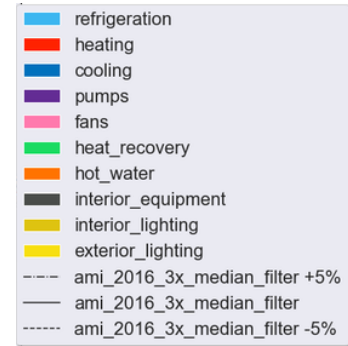 refrigeration
heating
cooling
pumps
fans
heat_recovery
hot_water
interior_equipment
interior_lighting
exterior_lighting
ami_2016_3x_median_filter +5%
ami_2016_3x_median_filter
ami_2016_3x_median_filter -5%